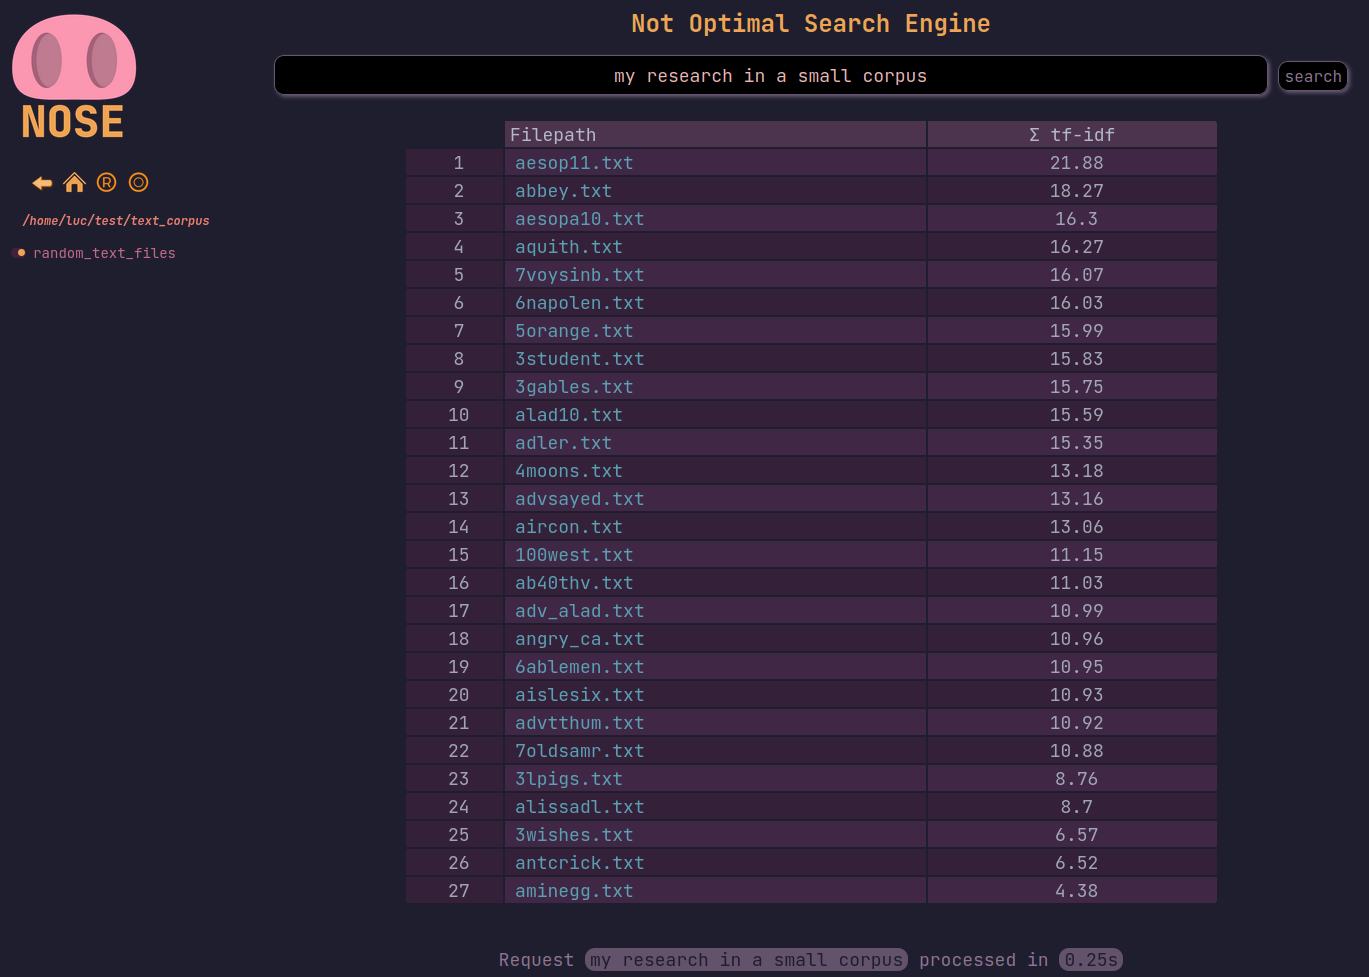 Not Optimal Search Engine
NOSE
my research in a small corpus
search
/home/luc/test/text_corpus
random_text_files
Filepath Σ tf-idf
1 aesop11.txt 21.88
2 abbey.txt 18.27
3 aesopa10.txt 16.3
4 aquith.txt 16.27
5 7voysinb.txt 16.07
6 6napolen.txt 16.03
7 5orange.txt 15.99
8 3student.txt 15.83
9 3gables.txt 15.75
10 alad10.txt 15.59
11 adler.txt 15.35
12 4moons.txt 13.18
13 advsayed.txt 13.16
14 aircon.txt 13.06
15 100west.txt 11.15
16 ab40thv.txt 11.03
17 adv_alad.txt 10.99
18 angry_ca.txt 10.96
19 6ablemen.txt 10.95
20 aislesix.txt 10.93
21 advtthum.txt 10.92
22 7oldsamr.txt 10.88
23 3lpigs.txt 8.76
24 alissadl.txt 8.7
25 3wishes.txt 6.57
26 antcrick.txt 6.52
27 aminegg.txt 4.38
Request my research in a small corpus processed in 0.25s